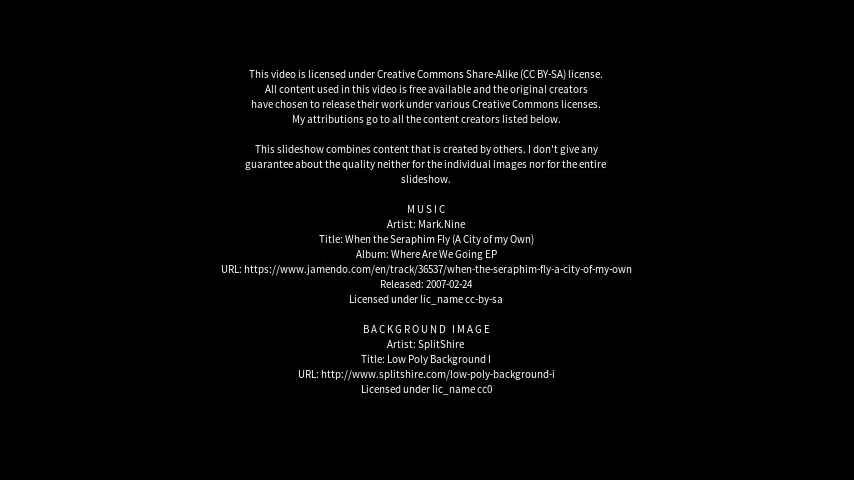 This video is licensed under Creative Commons Share-Alike (CC BY-SA) license.
All content used in this video is free available and the original creators
have chosen to release their work under various Creative Commons licenses.
My attributions go to all the content creators listed below.
This slideshow combines content that is created by others. I don't give any
guarantee about the quality neither for the individual images nor for the entire
slideshow.
MUSIC
Artist: Mark.Nine
Title: When the Seraphim Fly (A City of my Own)
Album: Where Are We Going EP
URL: https://www.jamendo.com/en/track/36537/when-the-seraphim-fly-a-city-of-my-own
Released: 2007-02-24
Licensed under lic_name cc-by-sa
BACKGROUND IMAGE
Artist: SplitShire
Title: Low Poly Background I
URL: http://www.splitshire.com/low-poly-background-i
Licensed under lic_name cc0